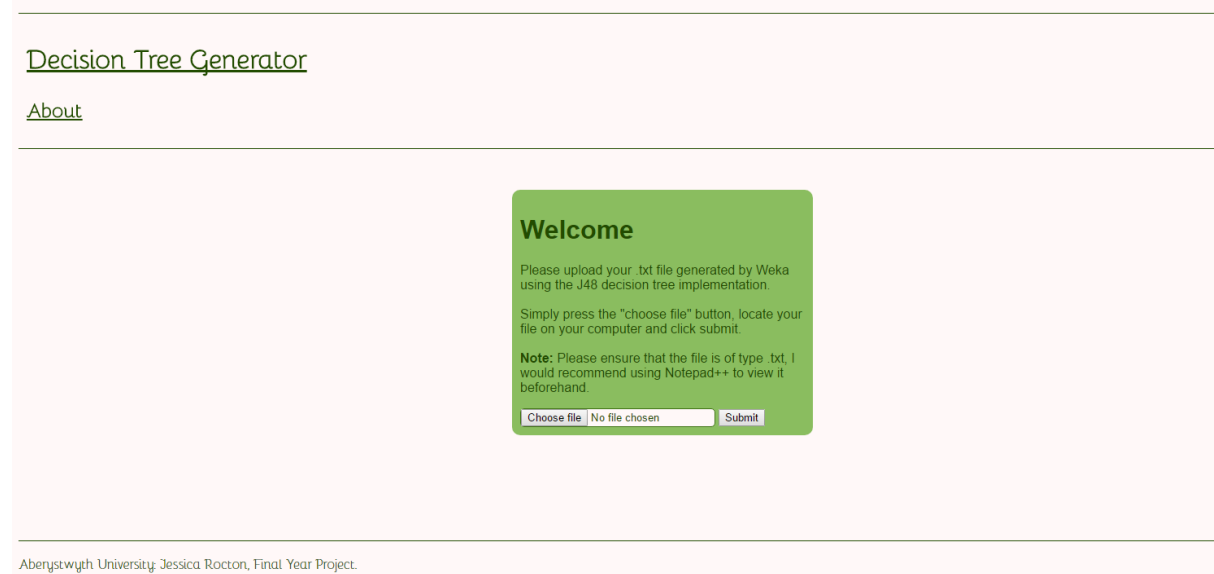 Decision Tree Generator
About
Welcome
Please upload your .txt file generated by Weka
using the J48 decision tree implementation.
Simply press the "choose file" button, locate your
file on your computer and click submit.
Note: Please ensure that the file is of type .txt, I
would recommend using Notepad++ to view it
beforehand.
Choose file No file chosen Submit
Aberystwyth University: Jessica Rocton, Final Year Project.